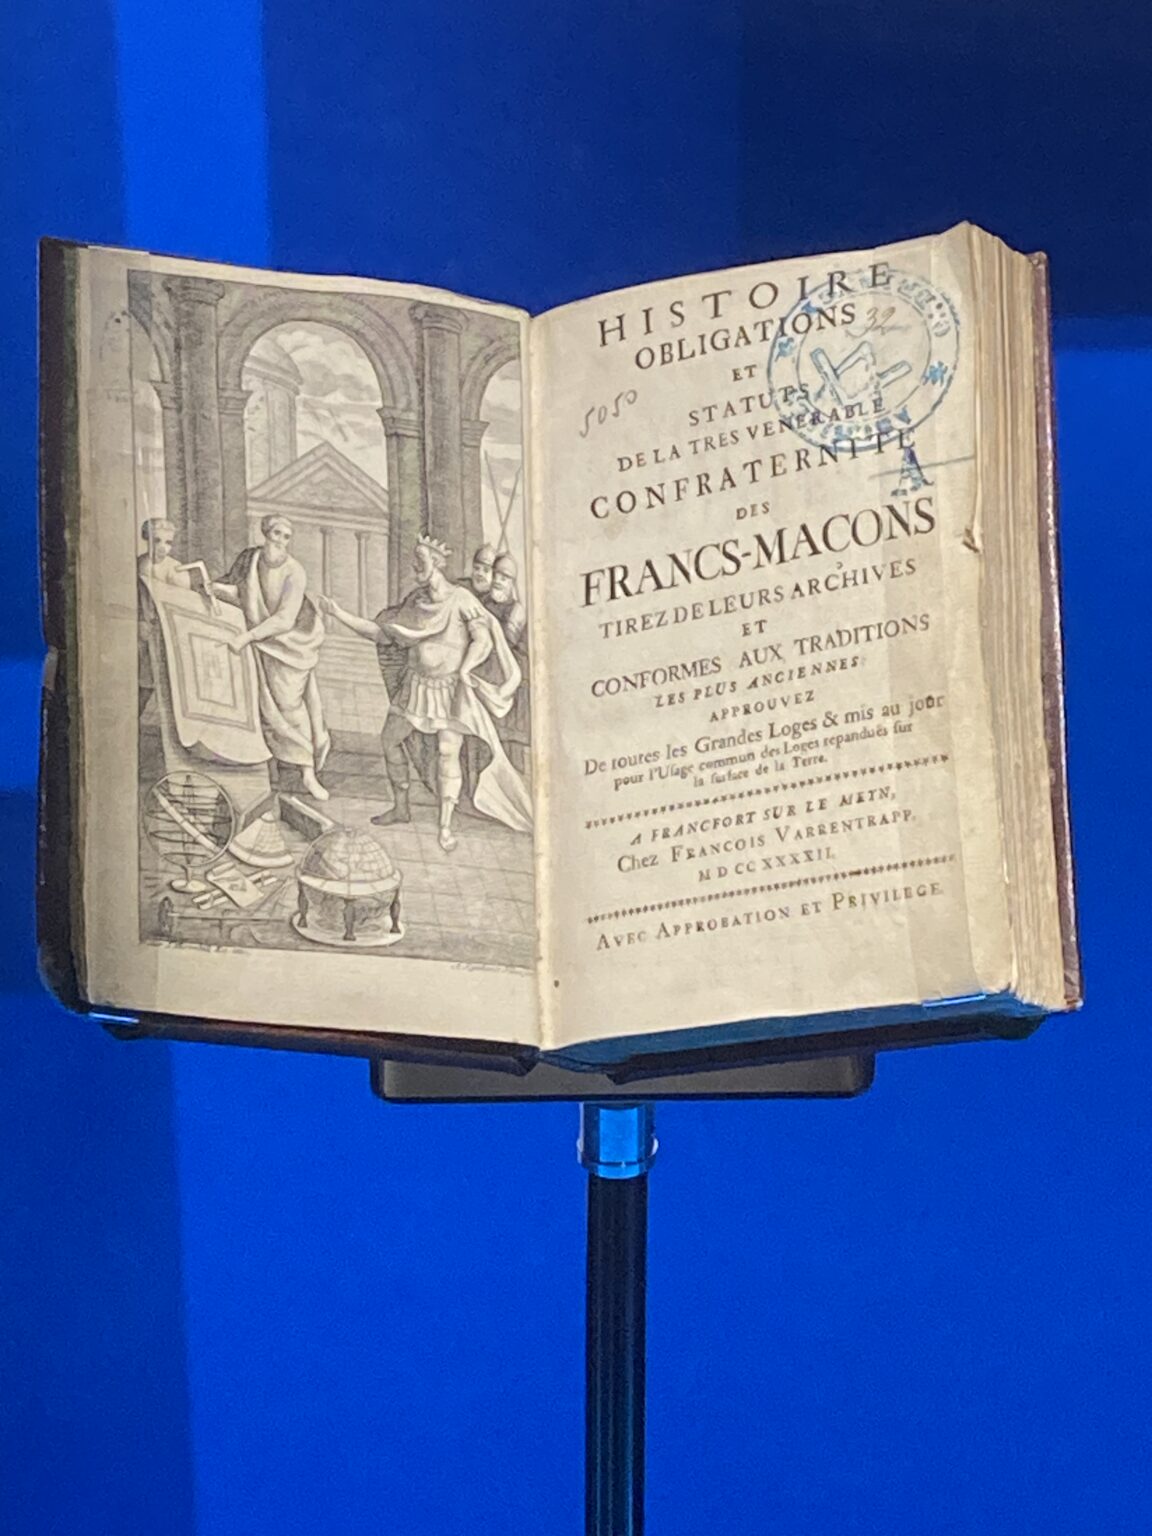 HISTOIRE
OBLIGATIONS 32
ET
5050
STATUTS
DE LA TRES VENERABLE
CONFRATERNITE
A
DES
FRANCS-MACONS
TIREZ DE LEURS ARCHIVES
ET
CONFORMES AUX TRADITIONS
LES PLUS ANCIENNES
APPROUVEZ
De toutes les Grandes Loges & mis au jour
pour l'Usage commun des Loges repanduës sur
la surface de la Terre.
A FRANCFORT SUR LE MEYN,
Chez FRANCOIS VARRENTRAPP.
MDCCXXXXII.
AVEC APPROBATION ET PRIVILEGE.